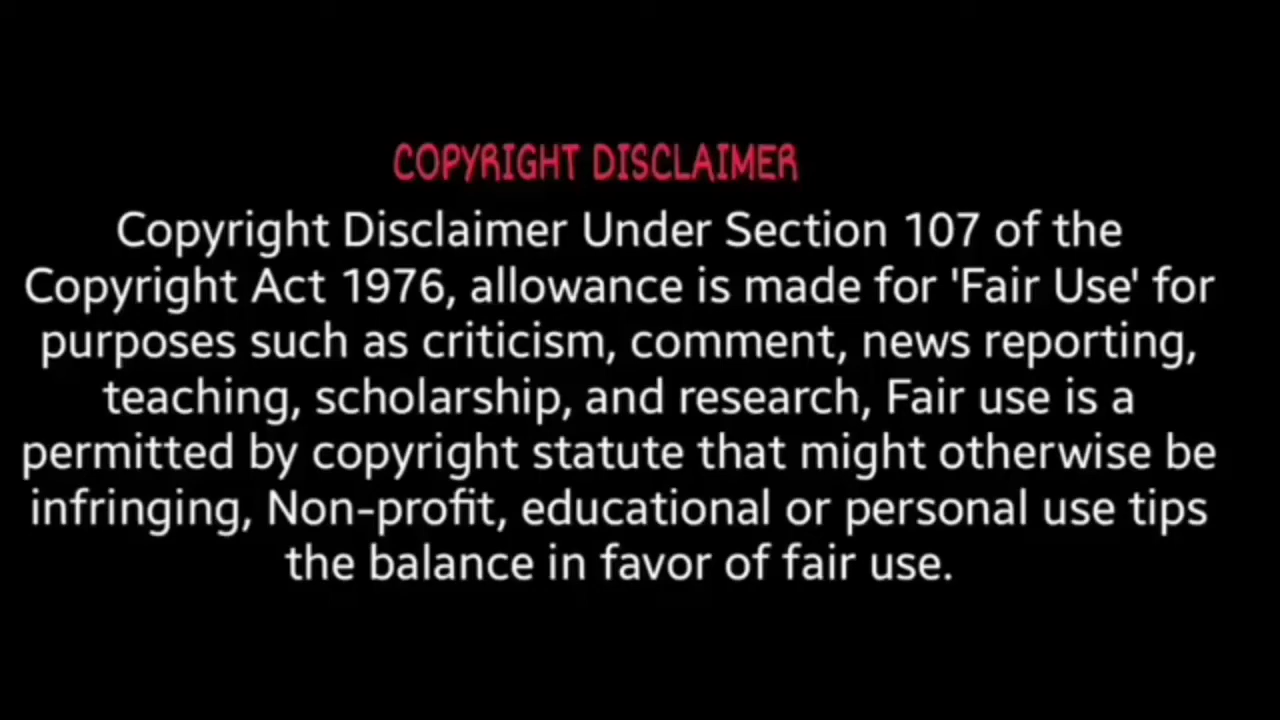 COPYRIGHT DISCLAIMER
Copyright Disclaimer Under Section 107 of the
Copyright Act 1976, allowance is made for 'Fair Use' for
purposes such as criticism, comment, news reporting,
teaching, scholarship, and research, Fair use is a
permitted by copyright statute that might otherwise be
infringing, Non-profit, educational or personal use tips
the balance in favor of fair use.